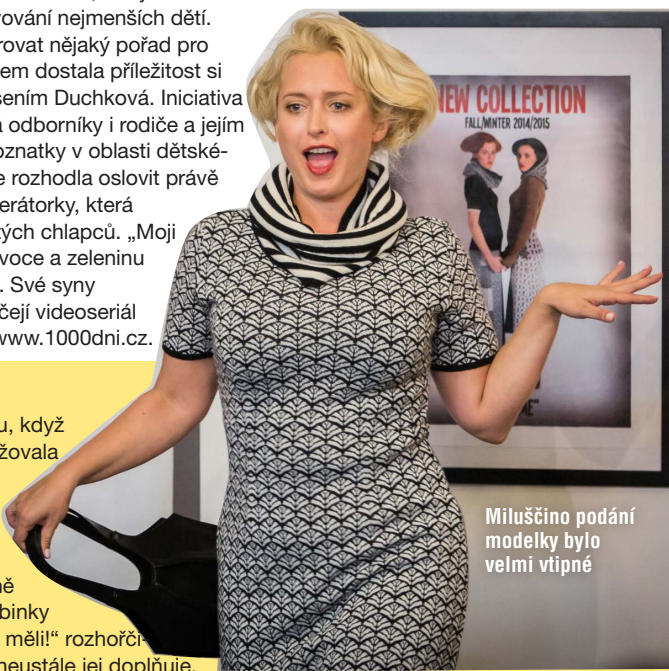 ování nejmenších dětí.
rovat nějaký pořad pro
em dostala příležitost si
sením Duchková. Iniciativa
odborníky i rodiče a jejím
oznatky v oblasti dětské-
e rozhodla oslovit právě
erátorky, která
tých chlapců. „Moji
voce a zeleninu
. Své syny
čejí videoseriál
www.1000dni.cz.
u, když
žovala
ně
binky
měli!“ rozhořči-
neustále jej doplňuje.
NEW COLLECTION
FALL/WINTER 2014/2015
Miluščino podání
modelky bylo
velmi vtipné